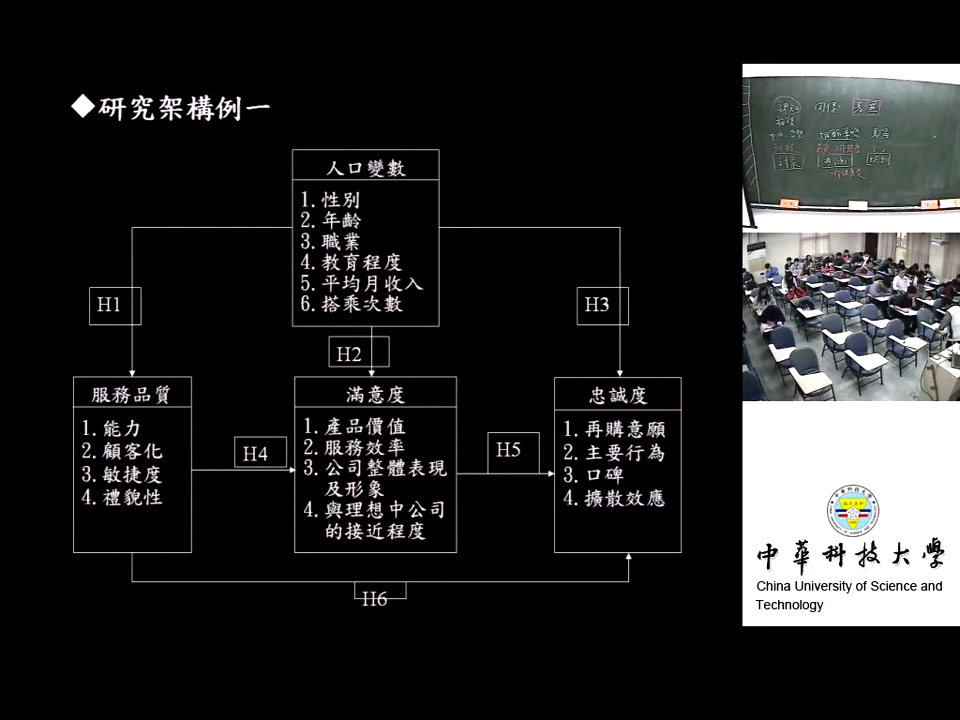 ◆研究架構例一
人口變數
1.性別
2.年齡
3.職業
4.教育程度
5.平均月收入
6.搭乘次數
H1
H2
H3
服務品質
1.能力
2.顧客化
3.敏捷度
4.禮貌性
H4
滿意度
1.產品價值
2.服務效率
3.公司整體表現
及形象
4.與理想中公司
的接近程度
H5
忠誠度
1.再購意願
2.主要行為
3.口碑
4.擴散效應
H6
中華科技大學
China University of Science and
Technology